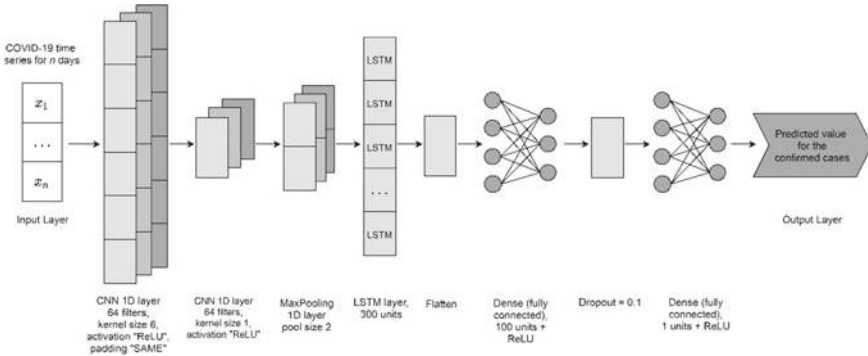 COVID-19 time
series for n days
x1
...
xn
Input Layer
CNN 1D layer
64 filters,
kernel size 6,
activation "ReLU",
padding "SAME"
CNN 1D layer
64 filters,
kernel size 1,
activation "ReLU"
MaxPooling
1D layer
pool size 2
LSTM
LSTM
LSTM
...
LSTM
LSTM layer,
300 units
Flatten
Dense (fully
connected),
100 units +
ReLU
Dropout = 0.1
Dense (fully
connected),
1 units + ReLU
Predicted value
for the
confirmed cases
Output Layer